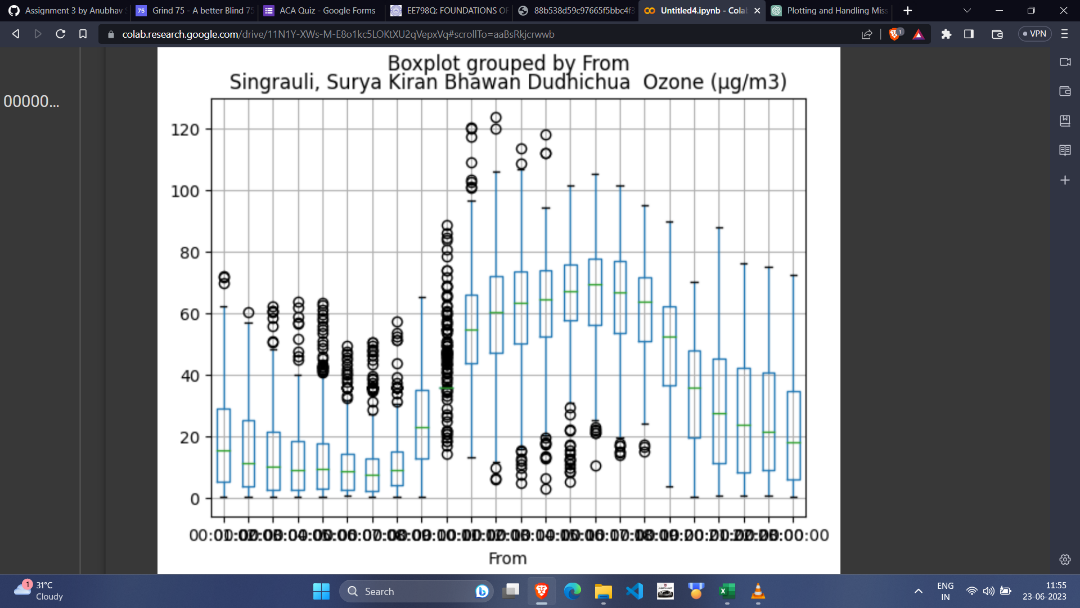 Assignment 3 by Anubhav
Grind 75 - A better Blind 75
ACA Quiz - Google Forms
EE798Q: FOUNDATIONS OF
88b538d59c97665f5bbc4f
Untitled4.ipynb - Colab
Plotting and Handling Miss
colab.research.google.com/drive/11N1Y-XWs-M-E8o1kc5LOKtXU2qVepxVq#scrollTo=aaBsRkjcrwwb
1
VPN
00000...
Boxplot grouped by From
Singrauli, Surya Kiran Bhawan Dudhichua Ozone (µg/m3)
120
100
80
60
40
20
0
From
1
31°C
Cloudy
Search
ENG
IN
11:55
23-06-2023